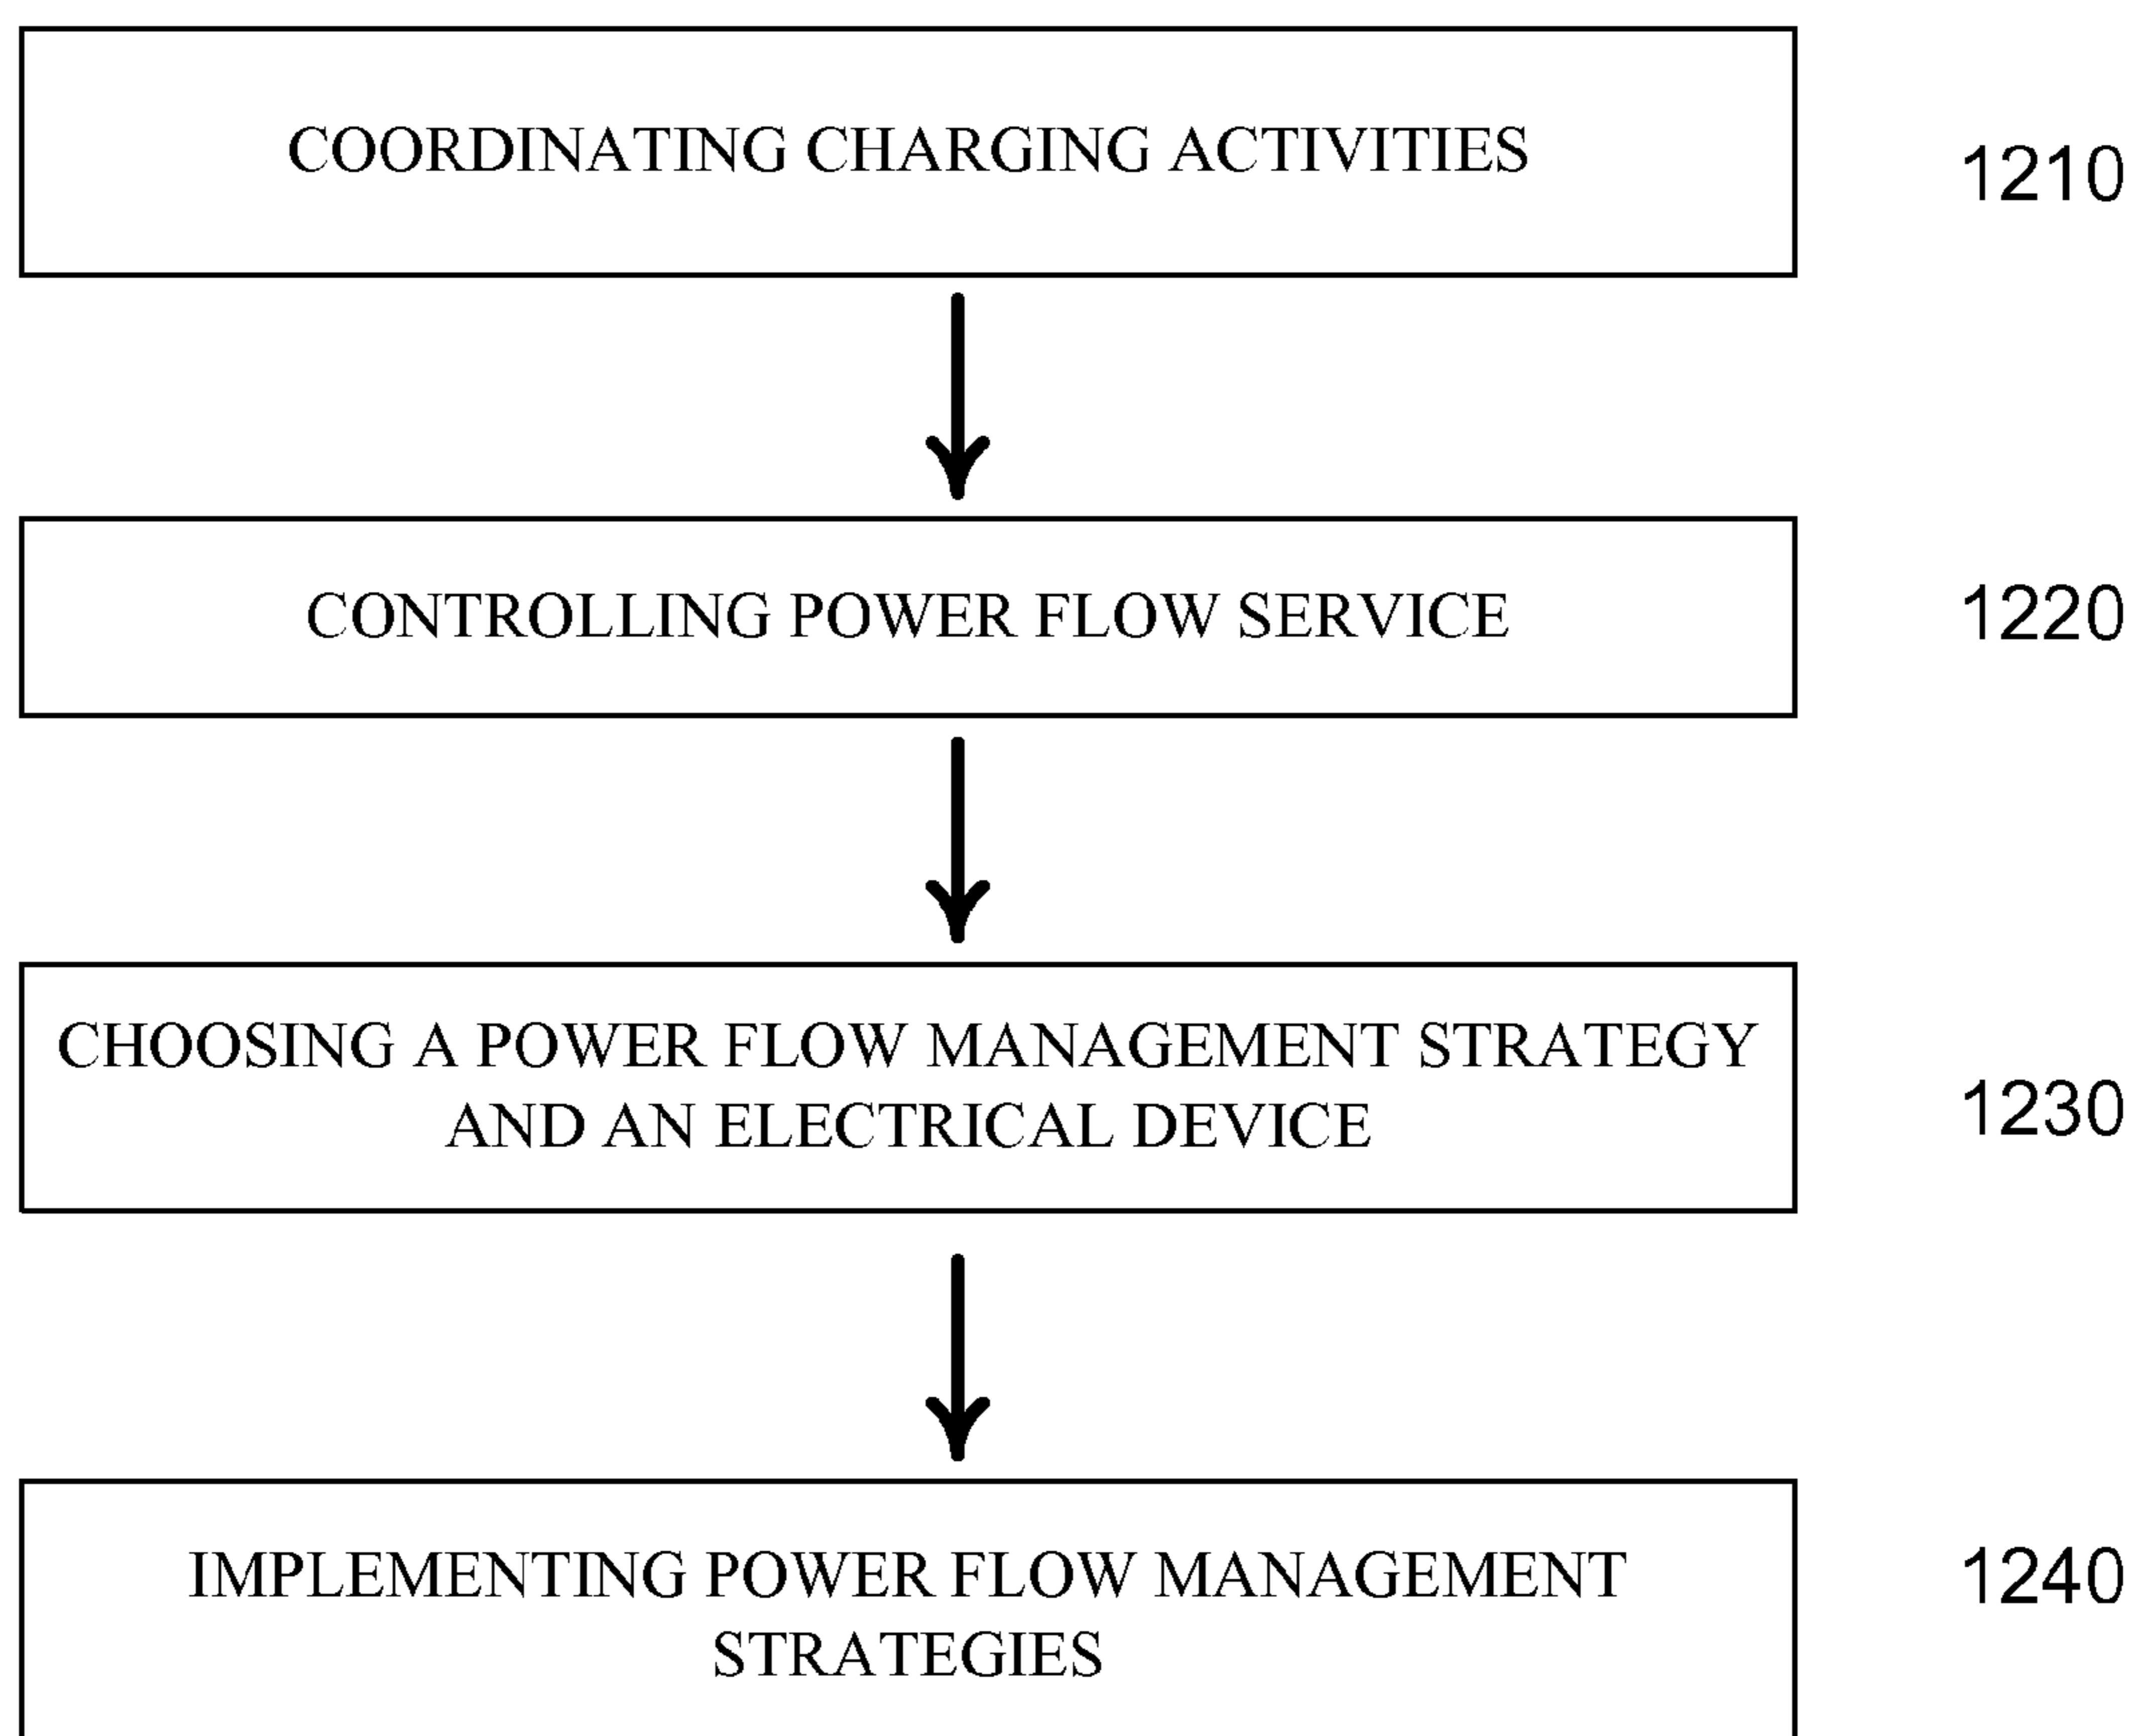 COORDINATING CHARGING ACTIVITIES
1210
CONTROLLING POWER FLOW SERVICE
1220
CHOOSING A POWER FLOW MANAGEMENT STRATEGY
AND AN ELECTRICAL DEVICE
1230
IMPLEMENTING POWER FLOW MANAGEMENT
STRATEGIES
1240